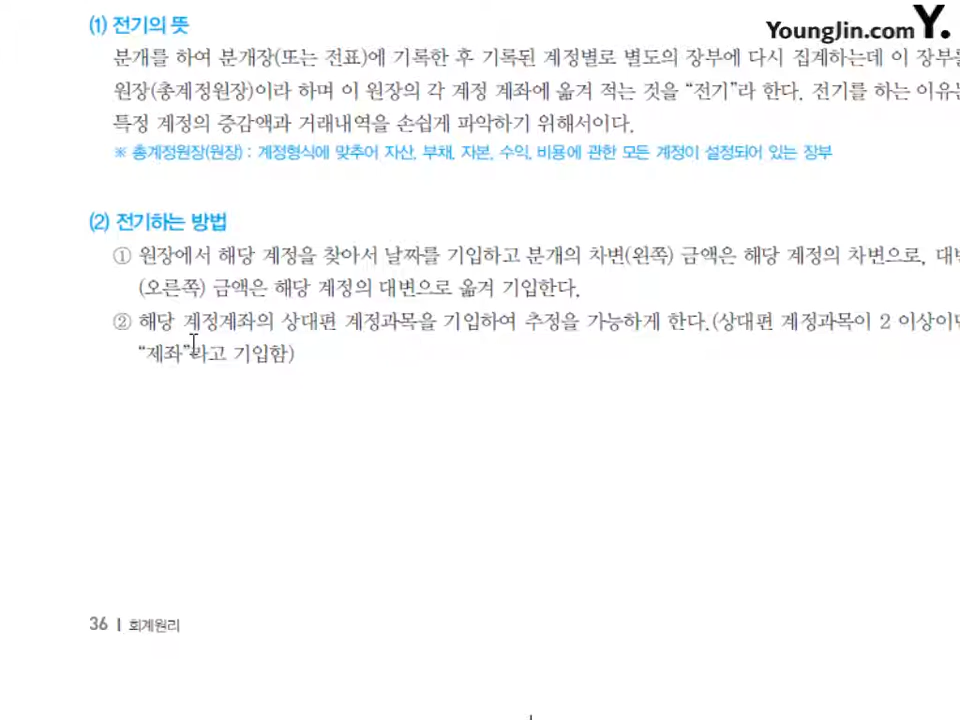 (1) 전기의 뜻
YoungJin.com Y.
분개를 하여 분개장(또는 전표)에 기록한 후 기록된 계정별로 별도의 장부에 다시 집계하는데 이
원장(총계정원장)이라 하며 이 원장의 각 계정 계좌에 옮겨 적는 것을 “전기”라 한다. 전기를 하는
특정 계정의 증감액과 거래내역을 손쉽게 파악하기 위해서이다.
※ 총계정원장(원장) : 계정형식에 맞추어 자산, 부채, 자본, 수익, 비용에 관한 모든 계정이 설정되어 있는 장부
(2) 전기하는 방법
① 원장에서 해당 계정을 찾아서 날짜를 기입하고 분개의 차변(왼쪽) 금액은 해당 계정의 차변으로,
(오른쪽) 금액은 해당 계정의 대변으로 옮겨 기입한다.
② 해당 계정계좌의 상대편 계정과목을 기입하여 추정을 가능하게 한다.(상대편 계정과목이 2
“제좌”라고 기입함)
36 | 회계원리